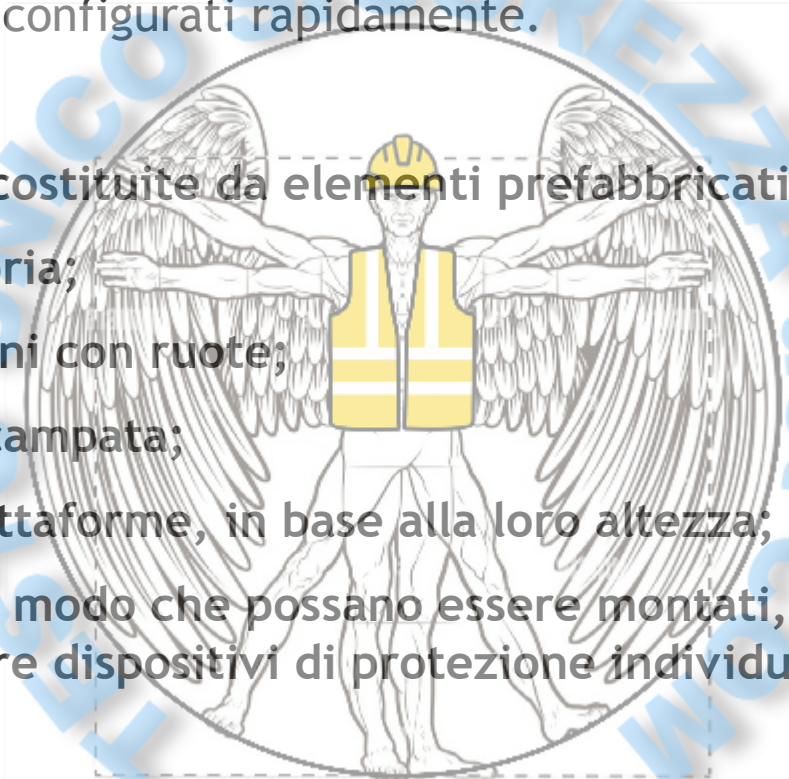 configurati rapidamente.
costituite da elementi prefabbricati
ria;
ni con ruote;
campata;
ttaforme, in base alla loro altezza;
modo che possano essere montati,
re dispositivi di protezione individu